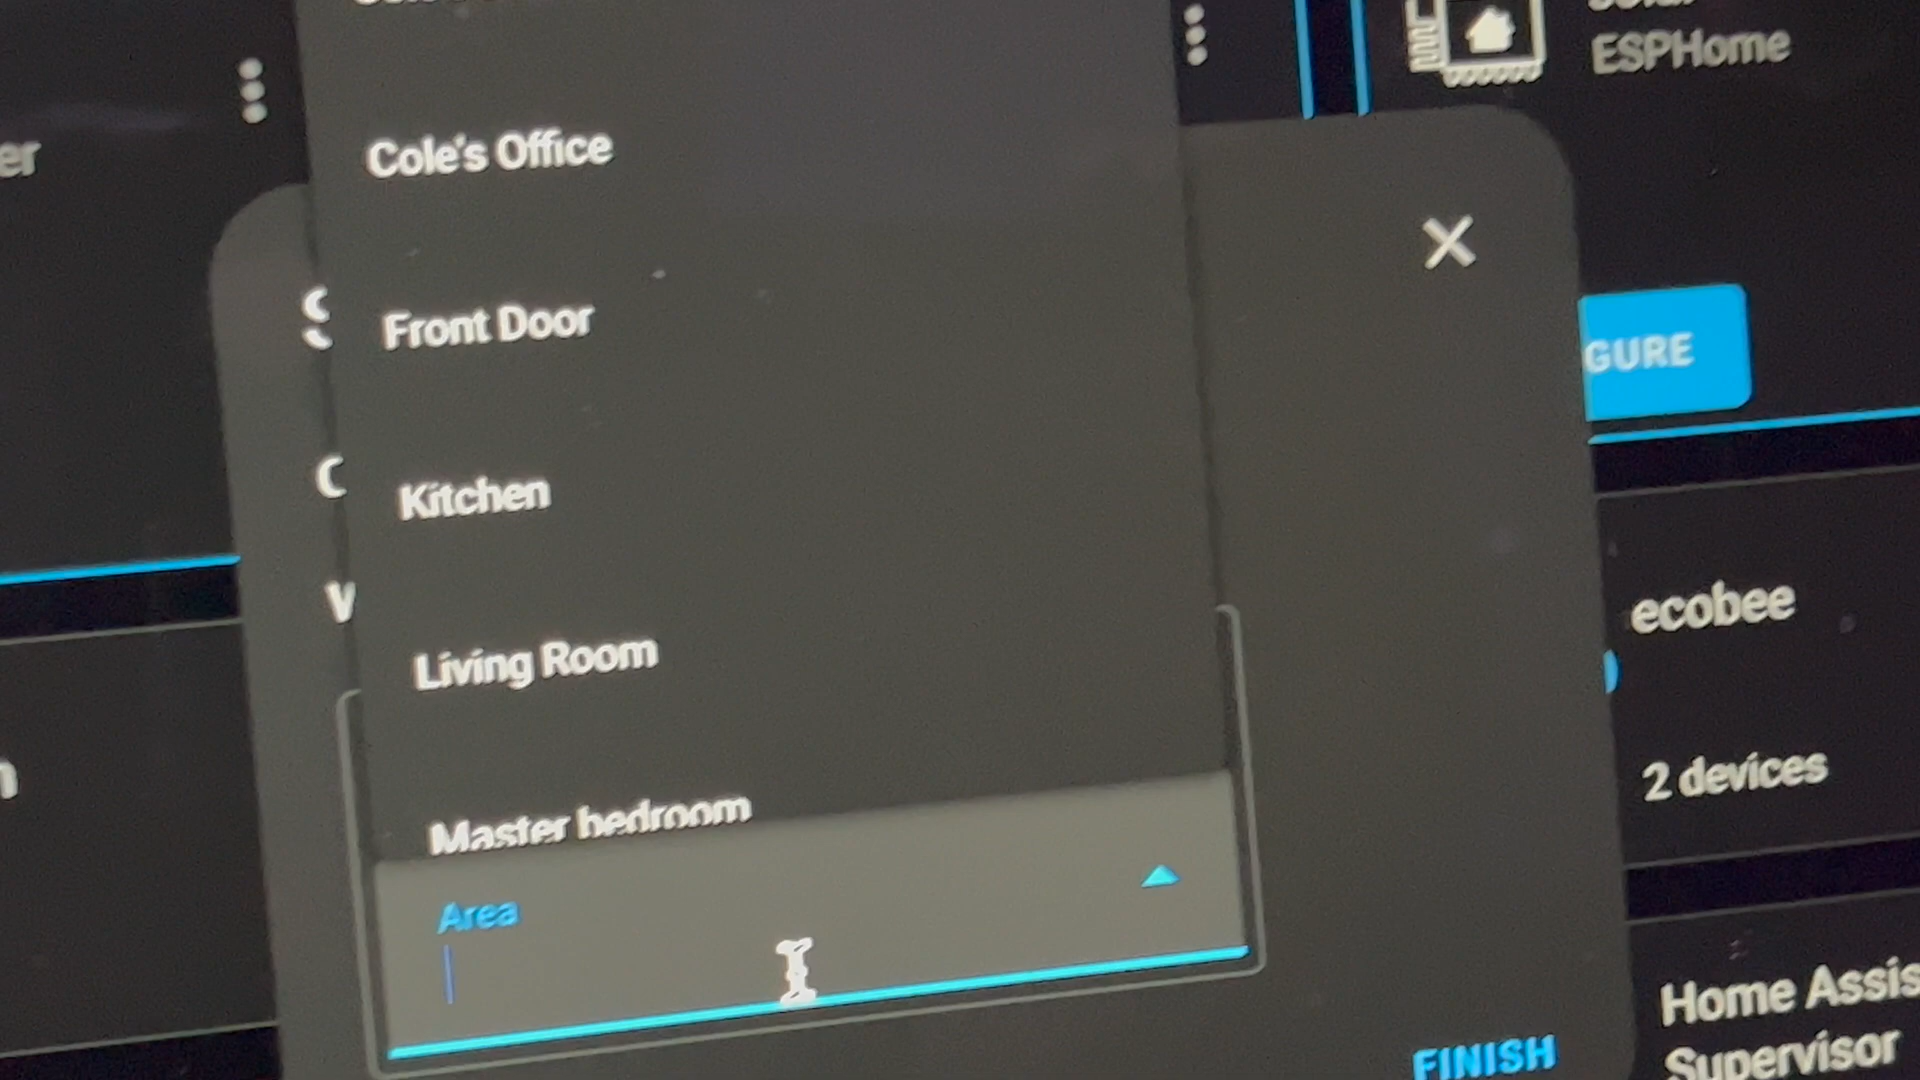 ESPHome
Cole's Office
Front Door
GURE
Kitchen
ecobee
Living Room
2 devices
Master bedroom
Area
Home Assis
Supervisor
FINISH